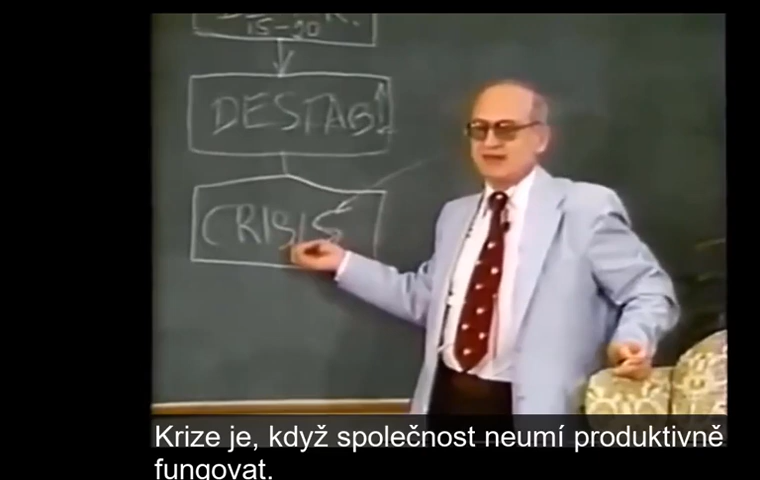 15-20
DESTAB
CRISIS
Krize je, když společnost neumí produktivně
fungovat.